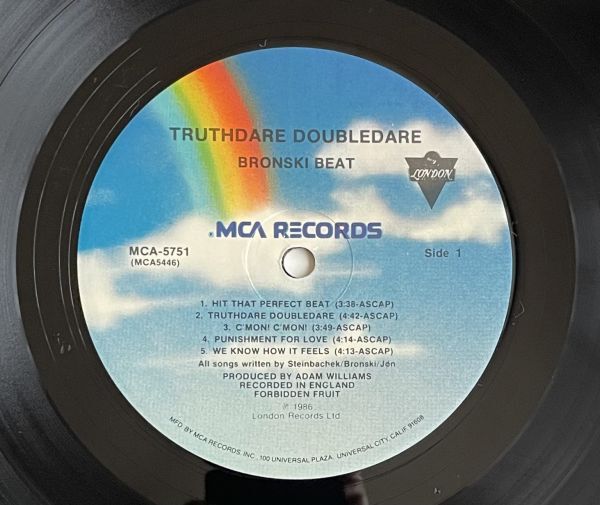 TRUTHDARE DOUBLEDARE
BRONSKI BEAT
LONDON
MCA RECORDS
MCA-5751
(MCA5446)
Side 1
1. HIT THAT PERFECT BEAT (3:38-ASCAP)
2. TRUTHDARE DOUBLEDARE (4:42-ASCAP)
3. C'MON! C'MON! (3:49-ASCAP)
4. PUNISHMENT FOR LOVE (4:14-ASCAP)
5. WE KNOW HOW IT FEELS (4:13-ASCAP)
All songs written by Steinbachek/Bronski/Jon
PRODUCED BY ADAM WILLIAMS
RECORDED IN ENGLAND
FORBIDDEN FRUIT
℗ 1986
London Records Ltd.
MFD BY MCA RECORDS, INC., 100 UNIVERSAL PLAZA, UNIVERSAL CITY, CALIF. 91608